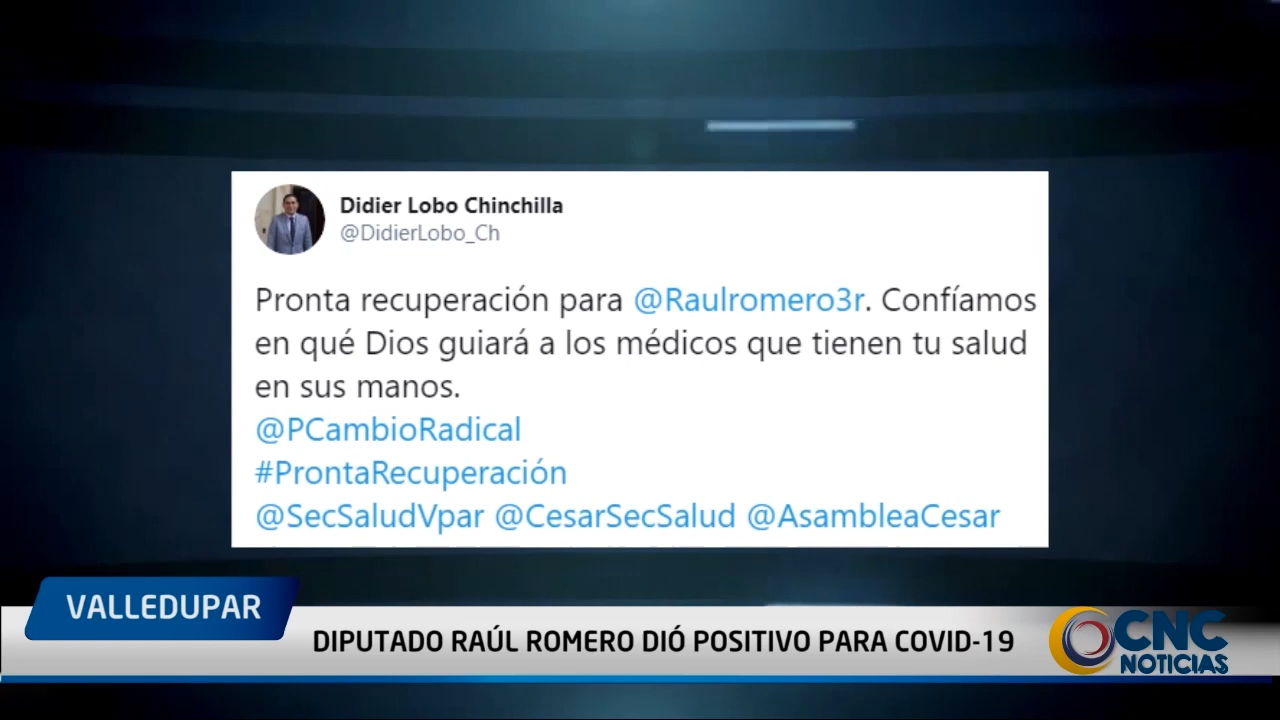 Didier Lobo Chinchilla
@DidierLobo_Ch
Pronta recuperación para @Raulromero3r. Confíamos
en qué Dios guiará a los médicos que tienen tu salud
en sus manos.
@PCambioRadical
#ProntaRecuperación
@SecSaludVpar @CesarSecSalud @AsambleaCesar
VALLEDUPAR
DIPUTADO RAÚL ROMERO DIÓ POSITIVO PARA COVID-19
CNC
NOTICIAS